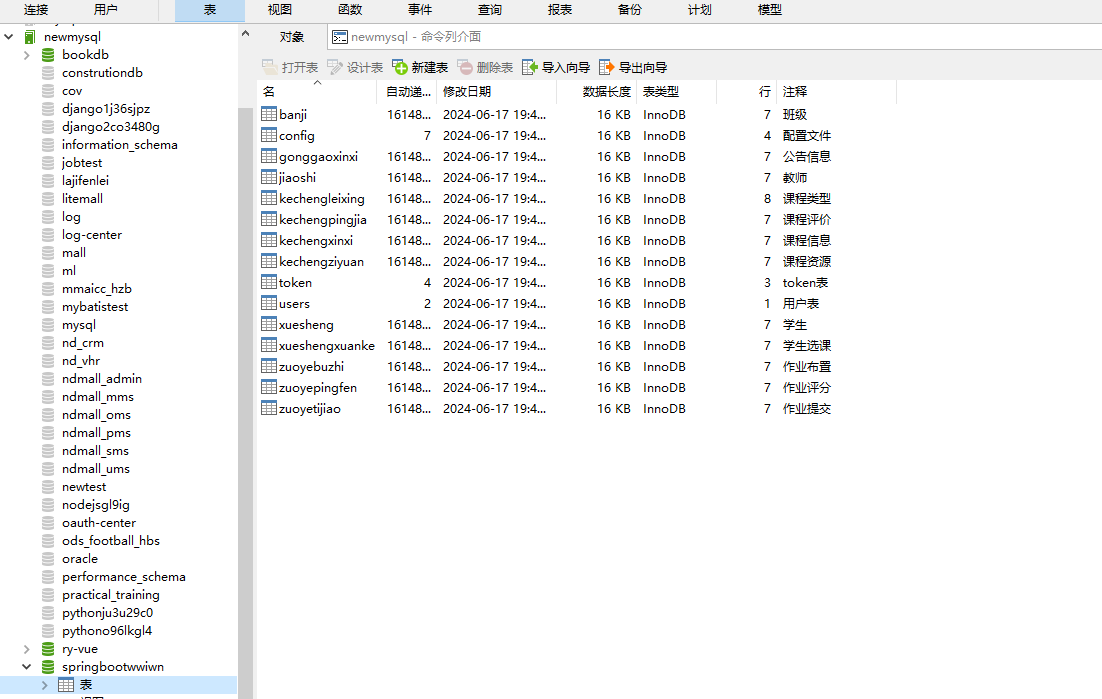 连接 用户 表 视图 函数 事件 查询 报表 备份 计划 模型
newmysql
bookdb
construtiondb
cov
django1j36sjpz
django2co3480g
information_schema
jobtest
lajifenlei
litemall
log
log-center
mall
ml
mmaicc_hzb
mybatistest
mysql
nd_crm
nd_vhr
ndmall_admin
ndmall_mms
ndmall_oms
ndmall_pms
ndmall_sms
ndmall_ums
newtest
nodejsgl9ig
oauth-center
ods_football_hbs
oracle
performance_schema
practical_training
pythonju3u29c0
pythono96lkgl4
ry-vue
springbootwwiwn
表
对象 newmysql - 命令列介面
打开表 设计表 新建表 删除表 导入向导 导出向导
名 自动递... 修改日期 数据长度 表类型 行 注释
banji 16148... 2024-06-17 19:4... 16 KB InnoDB 7 班级
config 7 2024-06-17 19:4... 16 KB InnoDB 4 配置文件
gonggaoxinxi 16148... 2024-06-17 19:4... 16 KB InnoDB 7 公告信息
jiaoshi 16148... 2024-06-17 19:4... 16 KB InnoDB 7 教师
kechengleixing 16148... 2024-06-17 19:4... 16 KB InnoDB 8 课程类型
kechengpingjia 16148... 2024-06-17 19:4... 16 KB InnoDB 7 课程评价
kechengxinxi 16148... 2024-06-17 19:4... 16 KB InnoDB 7 课程信息
kechengziyuan 16148... 2024-06-17 19:4... 16 KB InnoDB 7 课程资源
token 4 2024-06-17 19:4... 16 KB InnoDB 3 token表
users 2 2024-06-17 19:4... 16 KB InnoDB 1 用户表
xuesheng 16148... 2024-06-17 19:4... 16 KB InnoDB 7 学生
xueshengxuanke 16148... 2024-06-17 19:4... 16 KB InnoDB 7 学生选课
zuoyebuzhi 16148... 2024-06-17 19:4... 16 KB InnoDB 7 作业布置
zuoyepingfen 16148... 2024-06-17 19:4... 16 KB InnoDB 7 作业评分
zuoyetijiao 16148... 2024-06-17 19:4... 16 KB InnoDB 7 作业提交